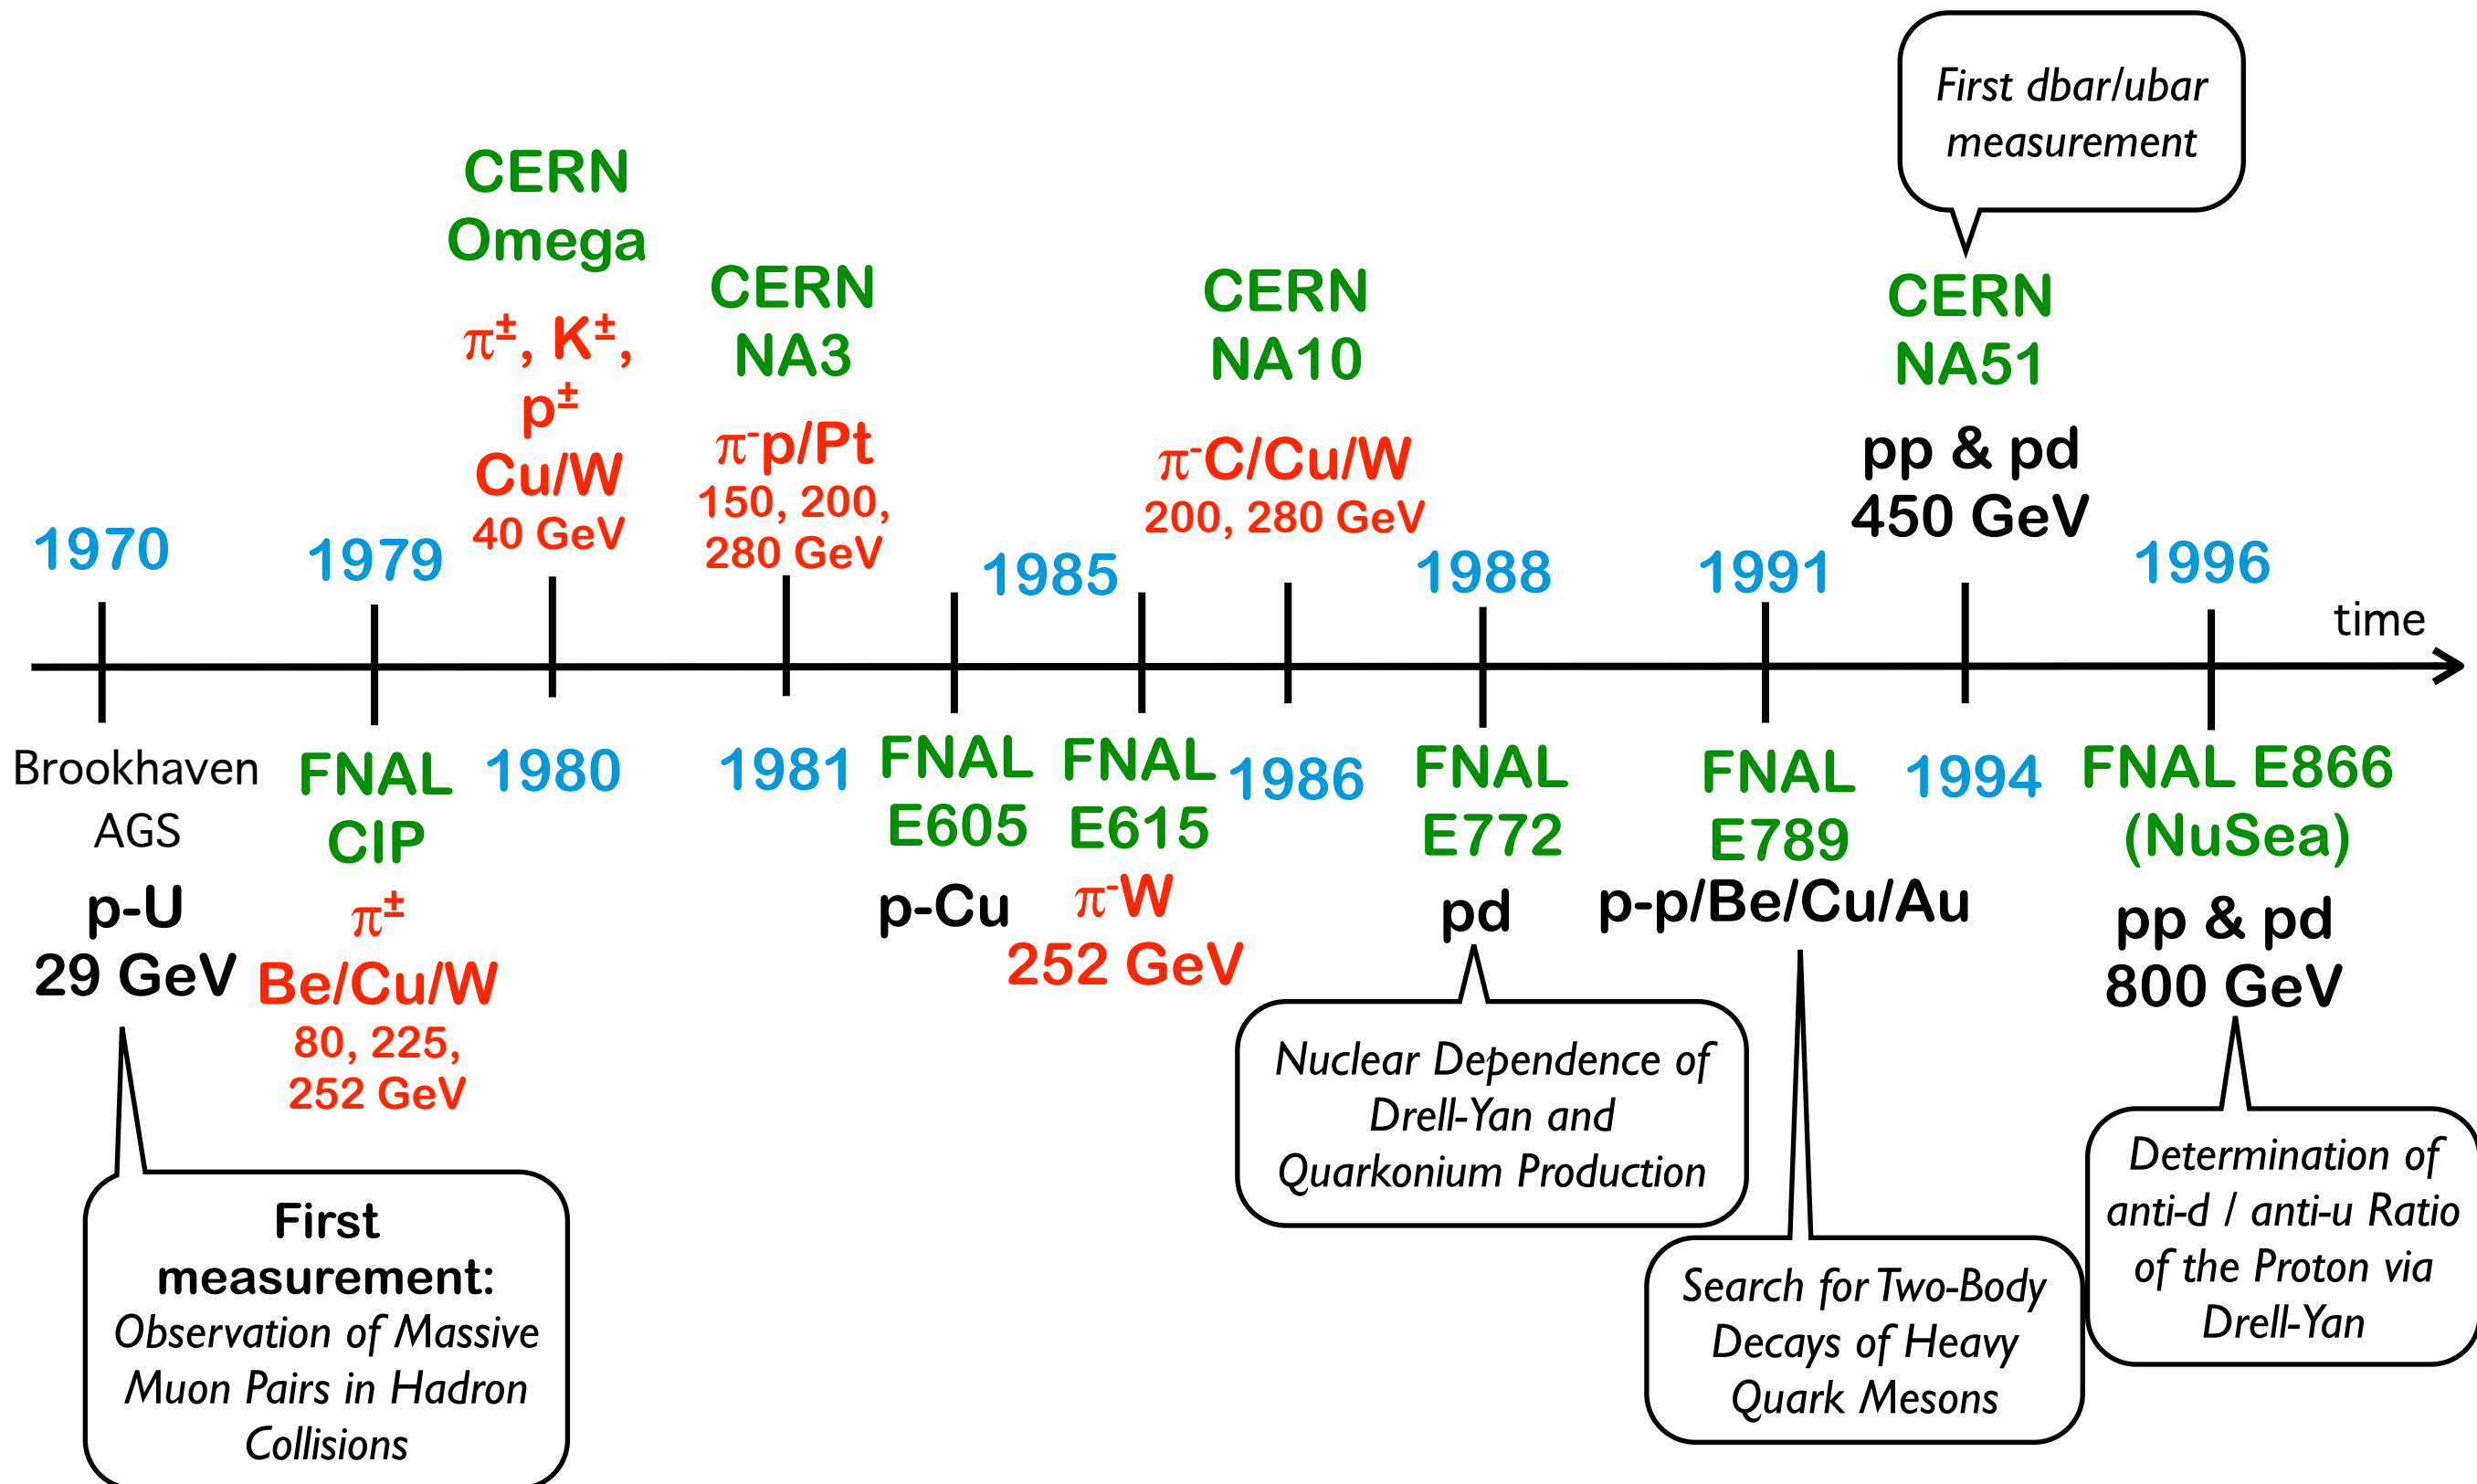 First dbar/ubar
measurement
CERN
Omega
π±, K±,
p±
Cu/W
40 GeV
CERN
NA3
π-p/Pt
150, 200,
280 GeV
CERN
NA10
π-C/Cu/W
200, 280 GeV
CERN
NA51
pp & pd
450 GeV
1970
1979
1985
1988
1991
1996
time
Brookhaven
AGS
p-U
29 GeV
FNAL
CIP
π±
Be/Cu/W
80, 225,
252 GeV
1980
1981
FNAL
E605
p-Cu
FNAL
E615
π-W
252 GeV
1986
FNAL
E772
pd
FNAL
E789
p-p/Be/Cu/Au
1994
FNAL E866
(NuSea)
pp & pd
800 GeV
First
measurement:
Observation of Massive
Muon Pairs in Hadron
Collisions
Nuclear Dependence of
Drell-Yan and
Quarkonium Production
Search for Two-Body
Decays of Heavy
Quark Mesons
Determination of
anti-d / anti-u Ratio
of the Proton via
Drell-Yan